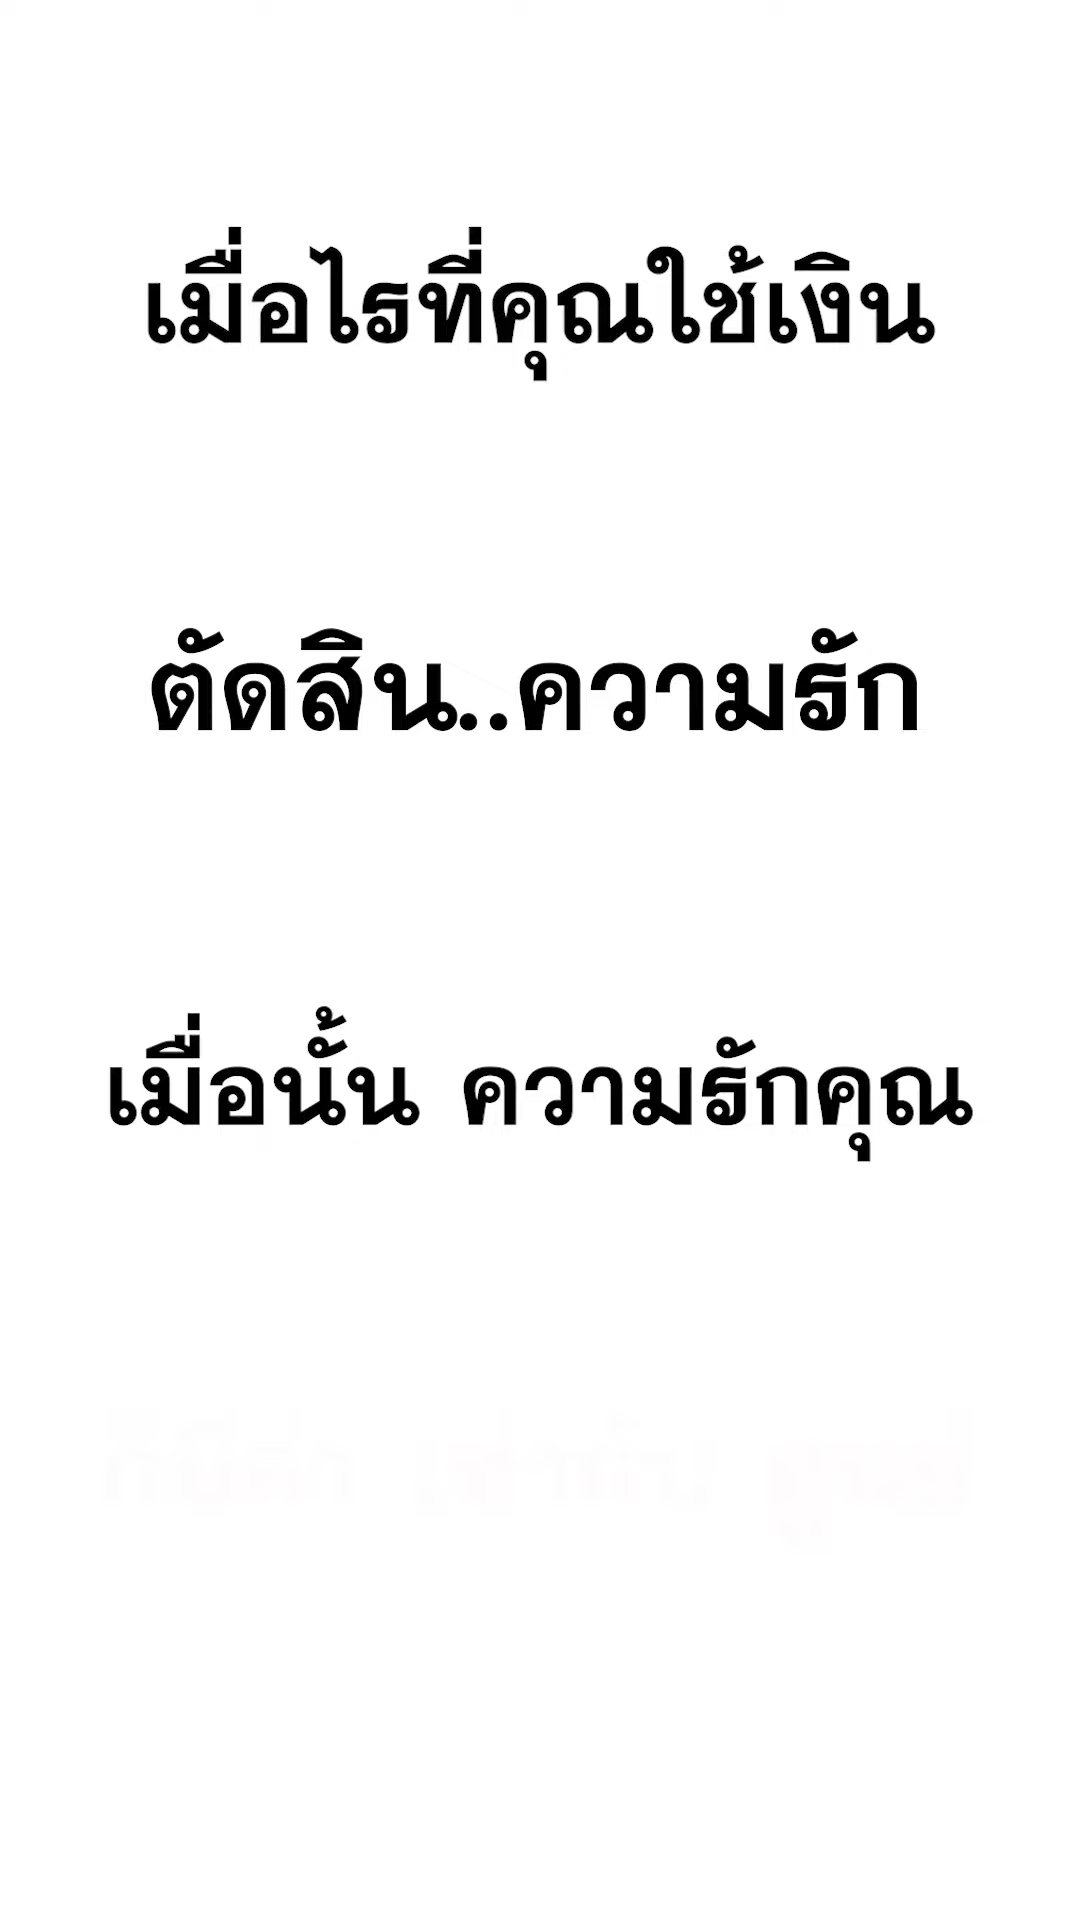 เมื่อไรที่คุณใช้เงิน
ตัดสิน..ความรัก
เมื่อนั้น ความรักคุณ